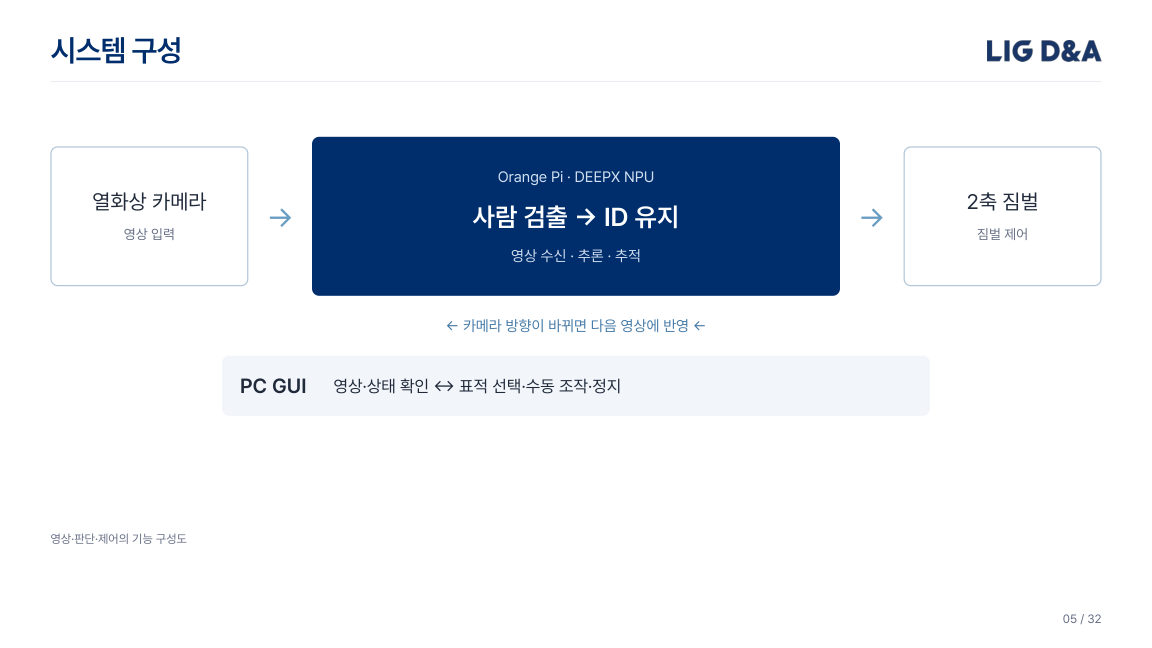 시스템 구성
LIG D&A
열화상 카메라
영상 입력
→
Orange Pi · DEEPX NPU
사람 검출 → ID 유지
영상 수신 · 추론 · 추적
→
2축 짐벌
짐벌 제어
← 카메라 방향이 바뀌면 다음 영상에 반영 ←
PC GUI 영상·상태 확인 ↔ 표적 선택·수동 조작·정지
영상·판단·제어의 기능 구성도
05 / 32